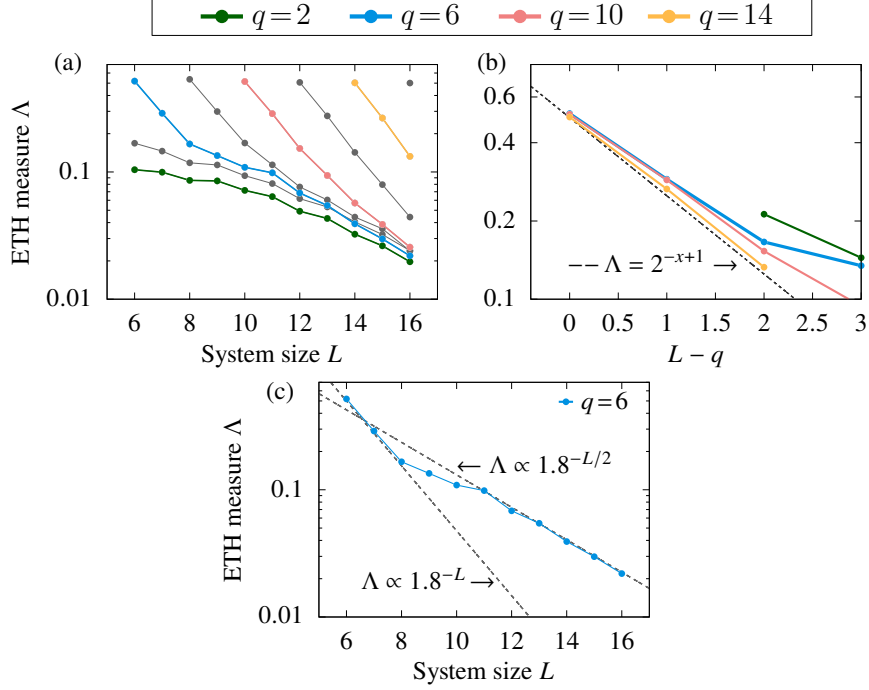 q=2 q=6 q=10 q=14
(a)
ETH measure Λ
0.1
0.01
6 8 10 12 14 16
System size L
(b)
0.6
0.4
0.2
0.1
Λ = 2^{-x+1} →
0 0.5 1 1.5 2 2.5 3
L − q
(c)
q=6
ETH measure Λ
0.1
0.01
← Λ ∝ 1.8^{-L/2}
Λ ∝ 1.8^{-L} →
6 8 10 12 14 16
System size L